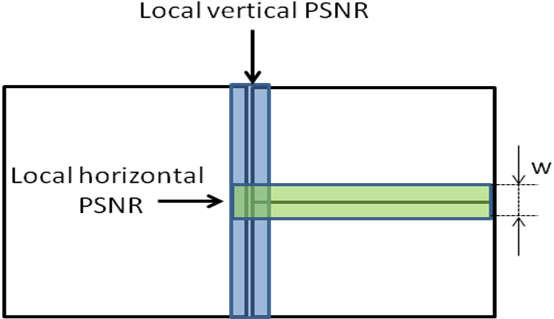 Local vertical PSNR
Local horizontal
PSNR
w